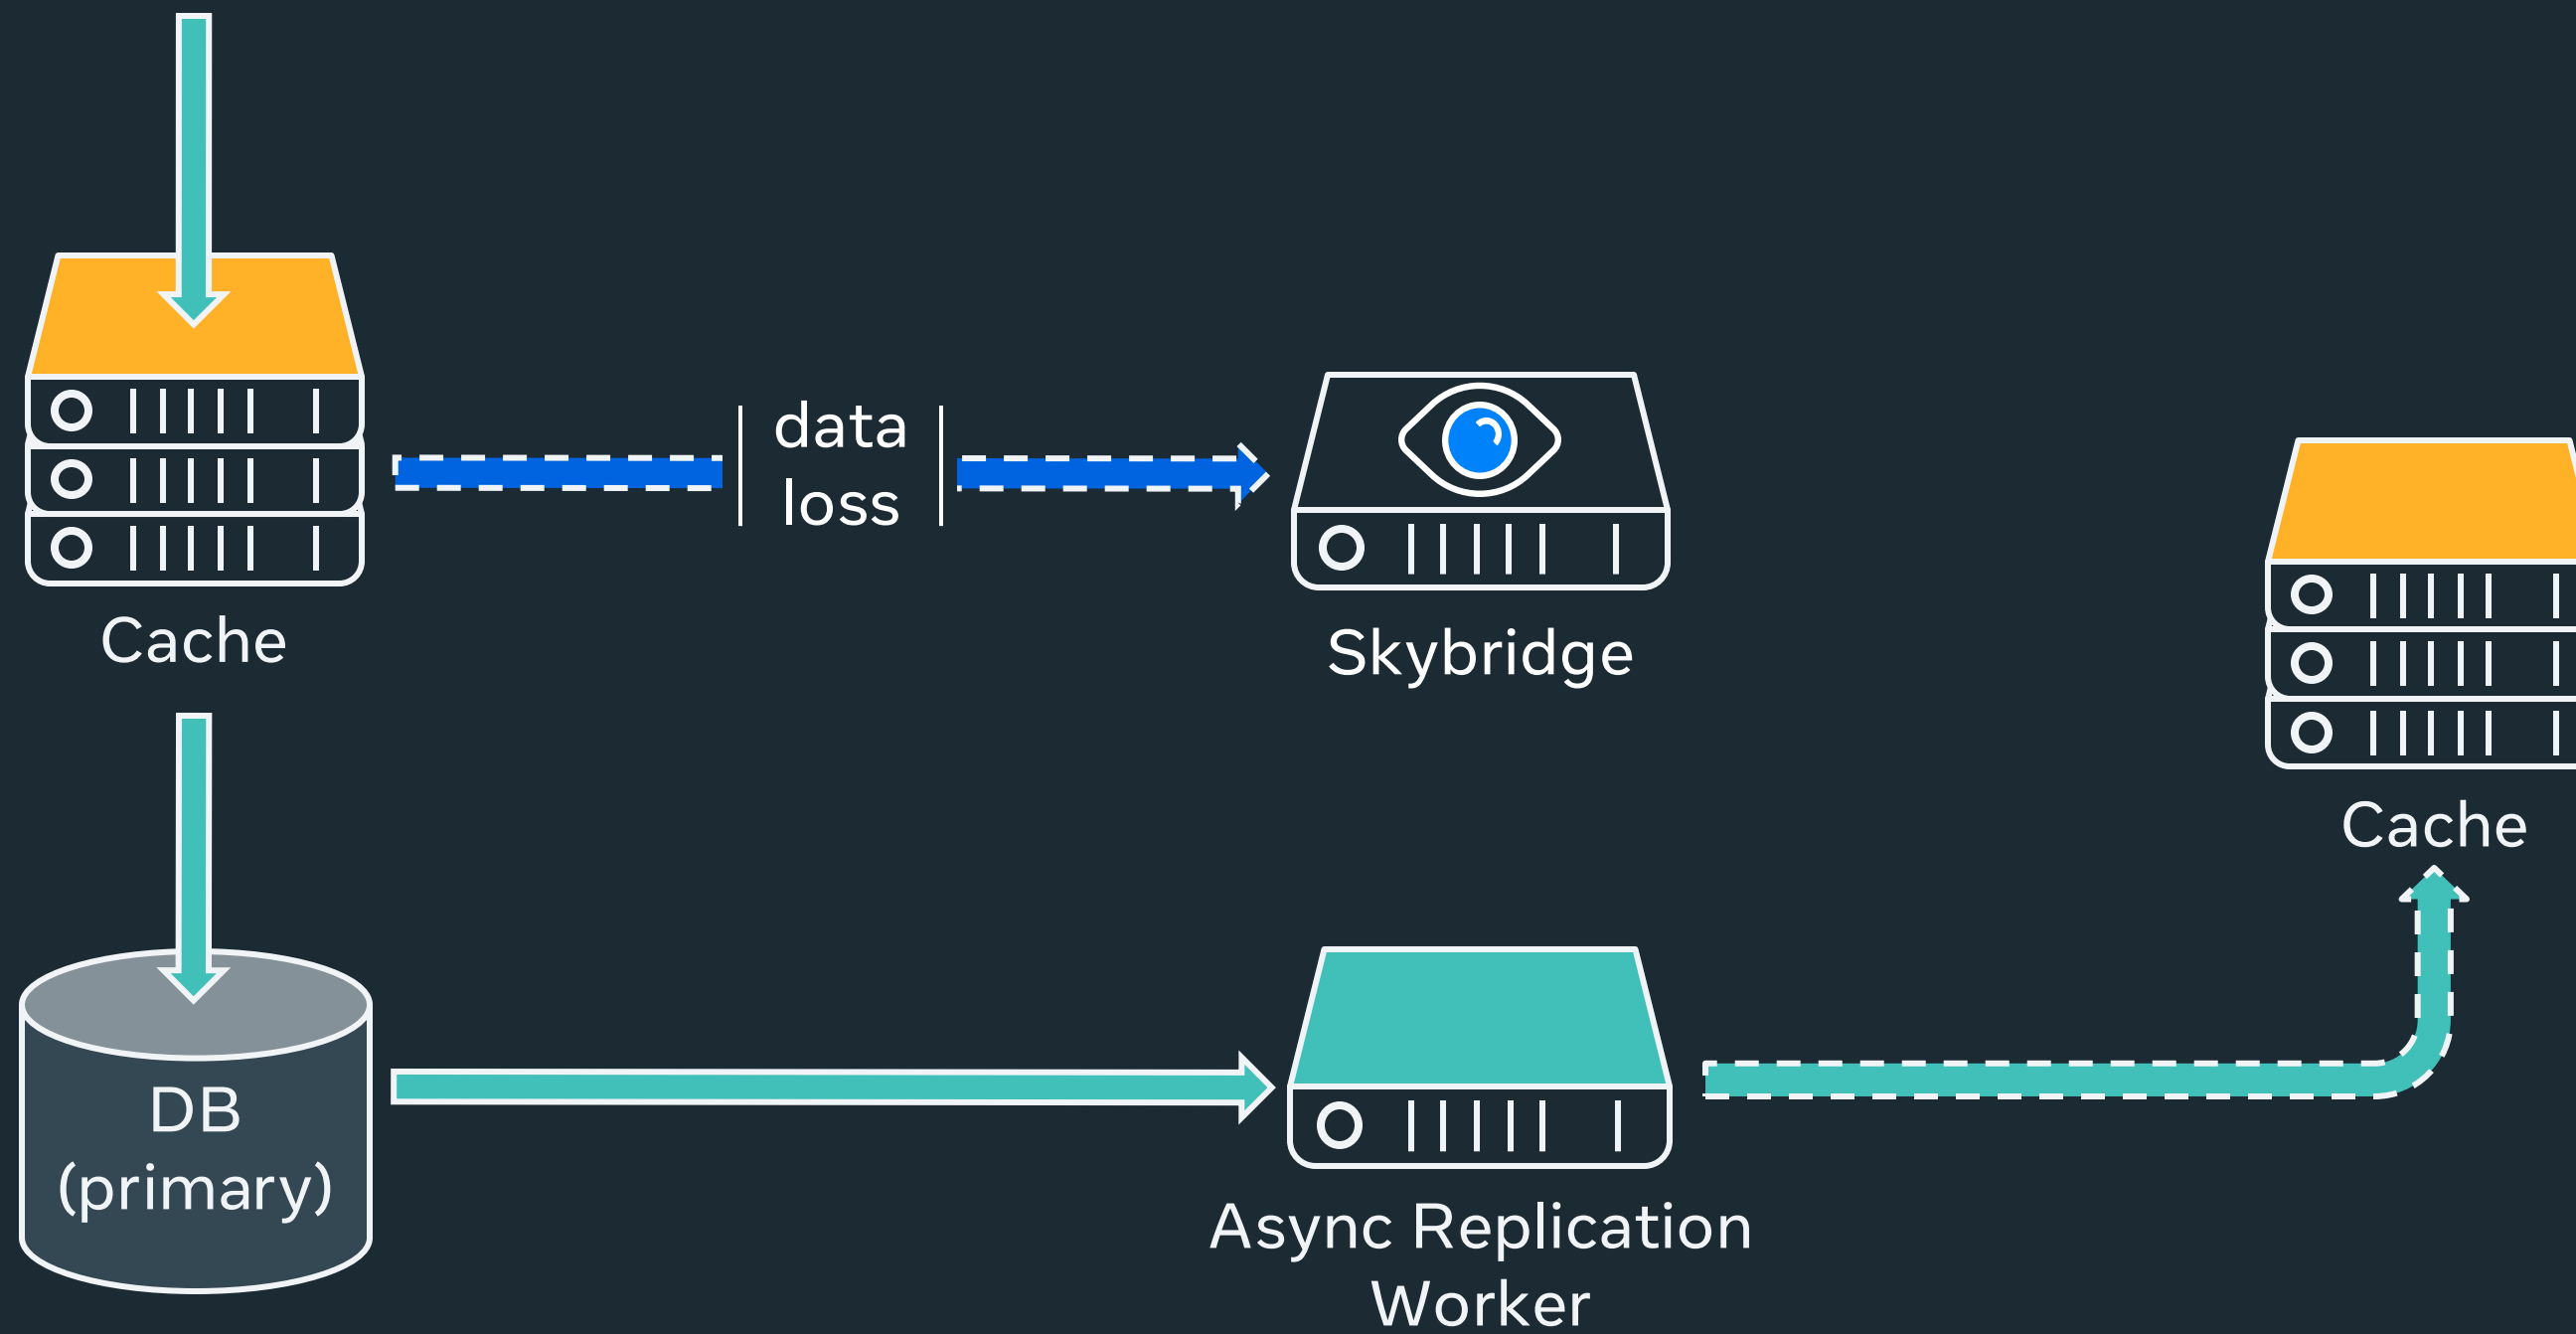 data
loss
Cache
Skybridge
Cache
DB
(primary)
Async Replication
Worker